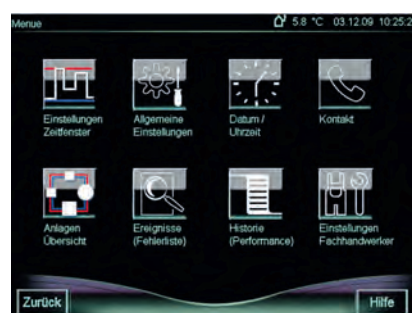 Menue 5.8 °C 03.12.09 10:25:2
Einstellungen Zeitfenster
Allgemeine Einstellungen
Datum / Uhrzeit
Kontakt
Anlagen Übersicht
Ereignisse (Fehlerliste)
Historie (Performance)
Einstellungen Fachhandwerker
Zurück Hilfe